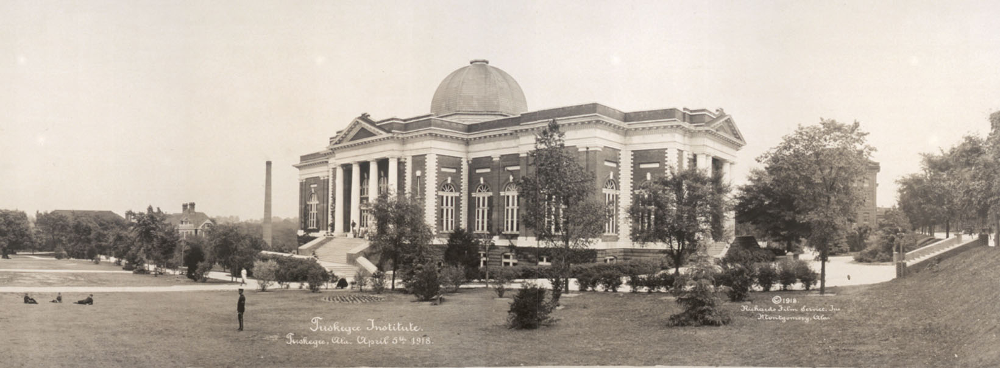 Tuskegee Institute.
Tuskegee, Ala. April 5th 1918.
© 1918.
Richards Film Service, Inc
Montgomery, Ala.